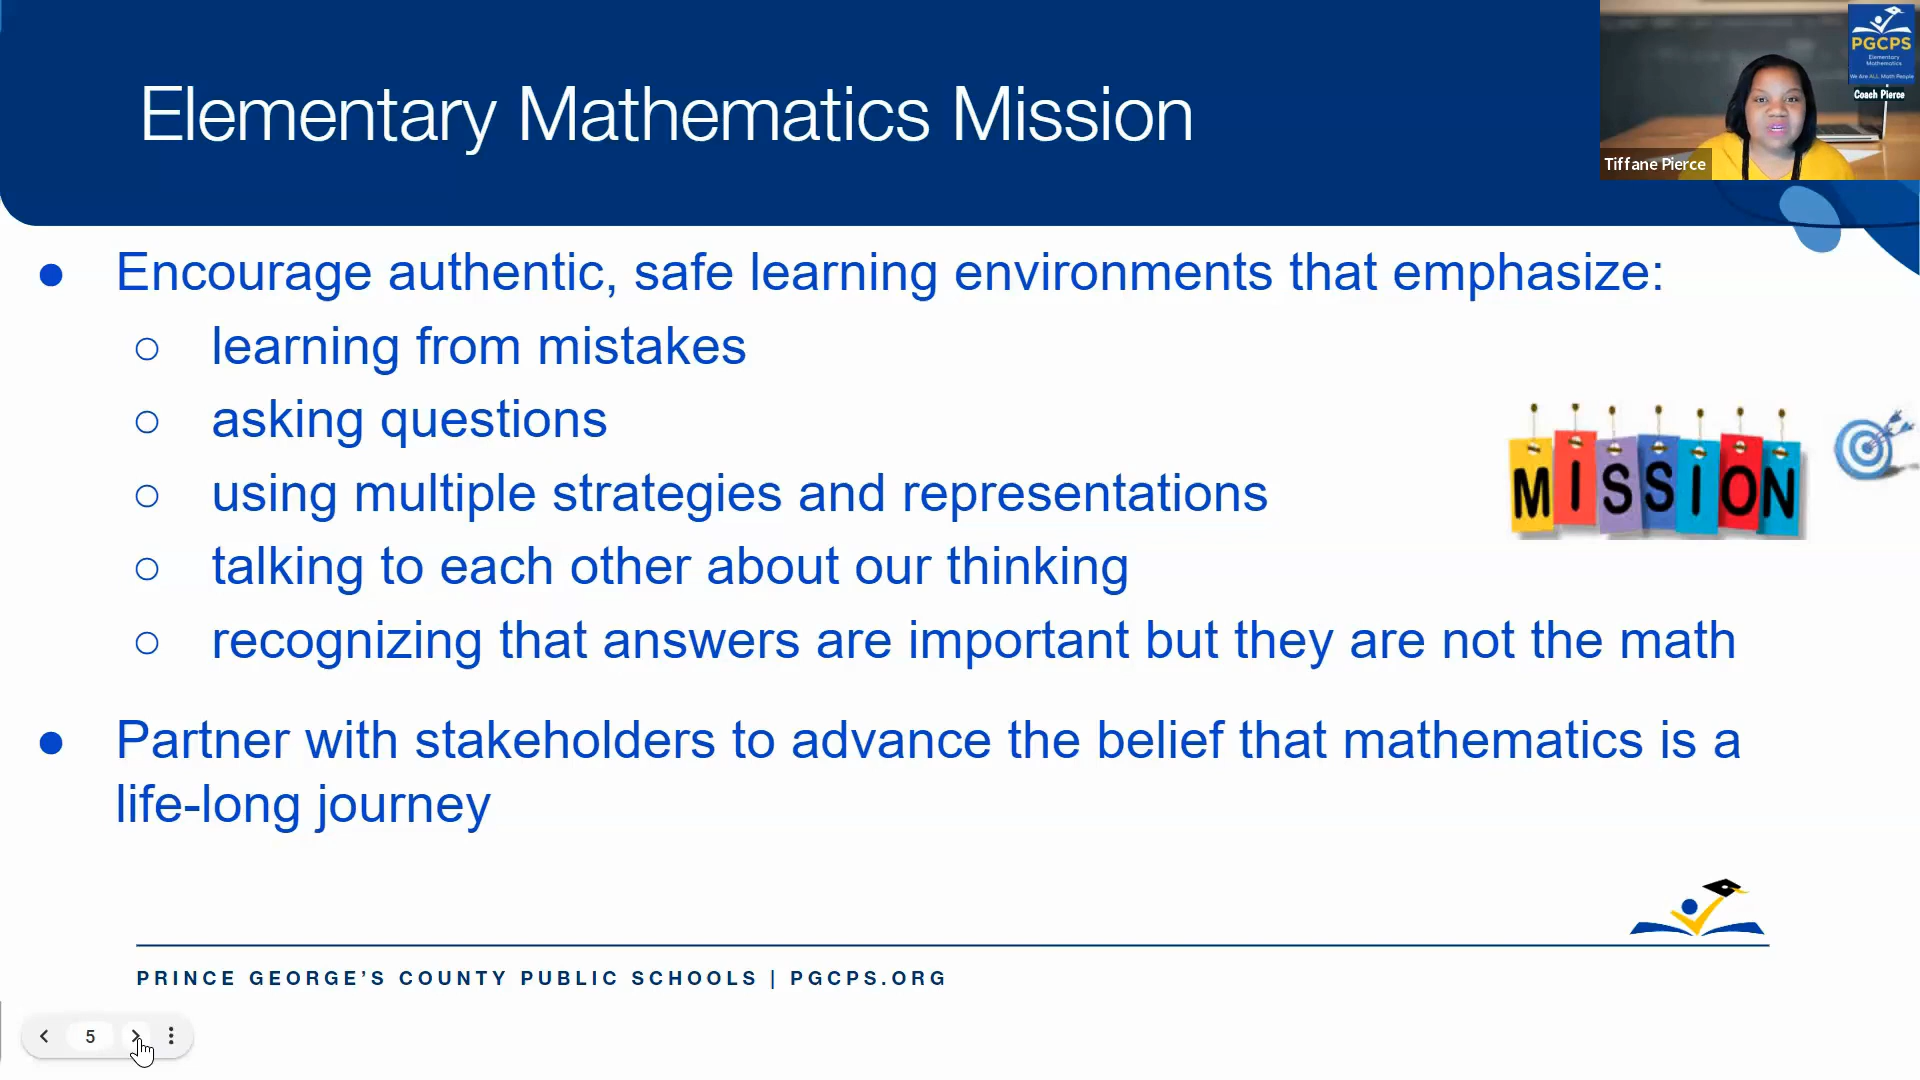 Elementary Mathematics Mission
PGCPS
Elementary
Mathematics
We Are ALL Math People
Coach Pierce
Tiffane Pierce
● Encourage authentic, safe learning environments that emphasize:
○ learning from mistakes
○ asking questions
○ using multiple strategies and representations
○ talking to each other about our thinking
○ recognizing that answers are important but they are not the math
MISSION
● Partner with stakeholders to advance the belief that mathematics is a
life-long journey
PRINCE GEORGE’S COUNTY PUBLIC SCHOOLS | PGCPS.ORG
5